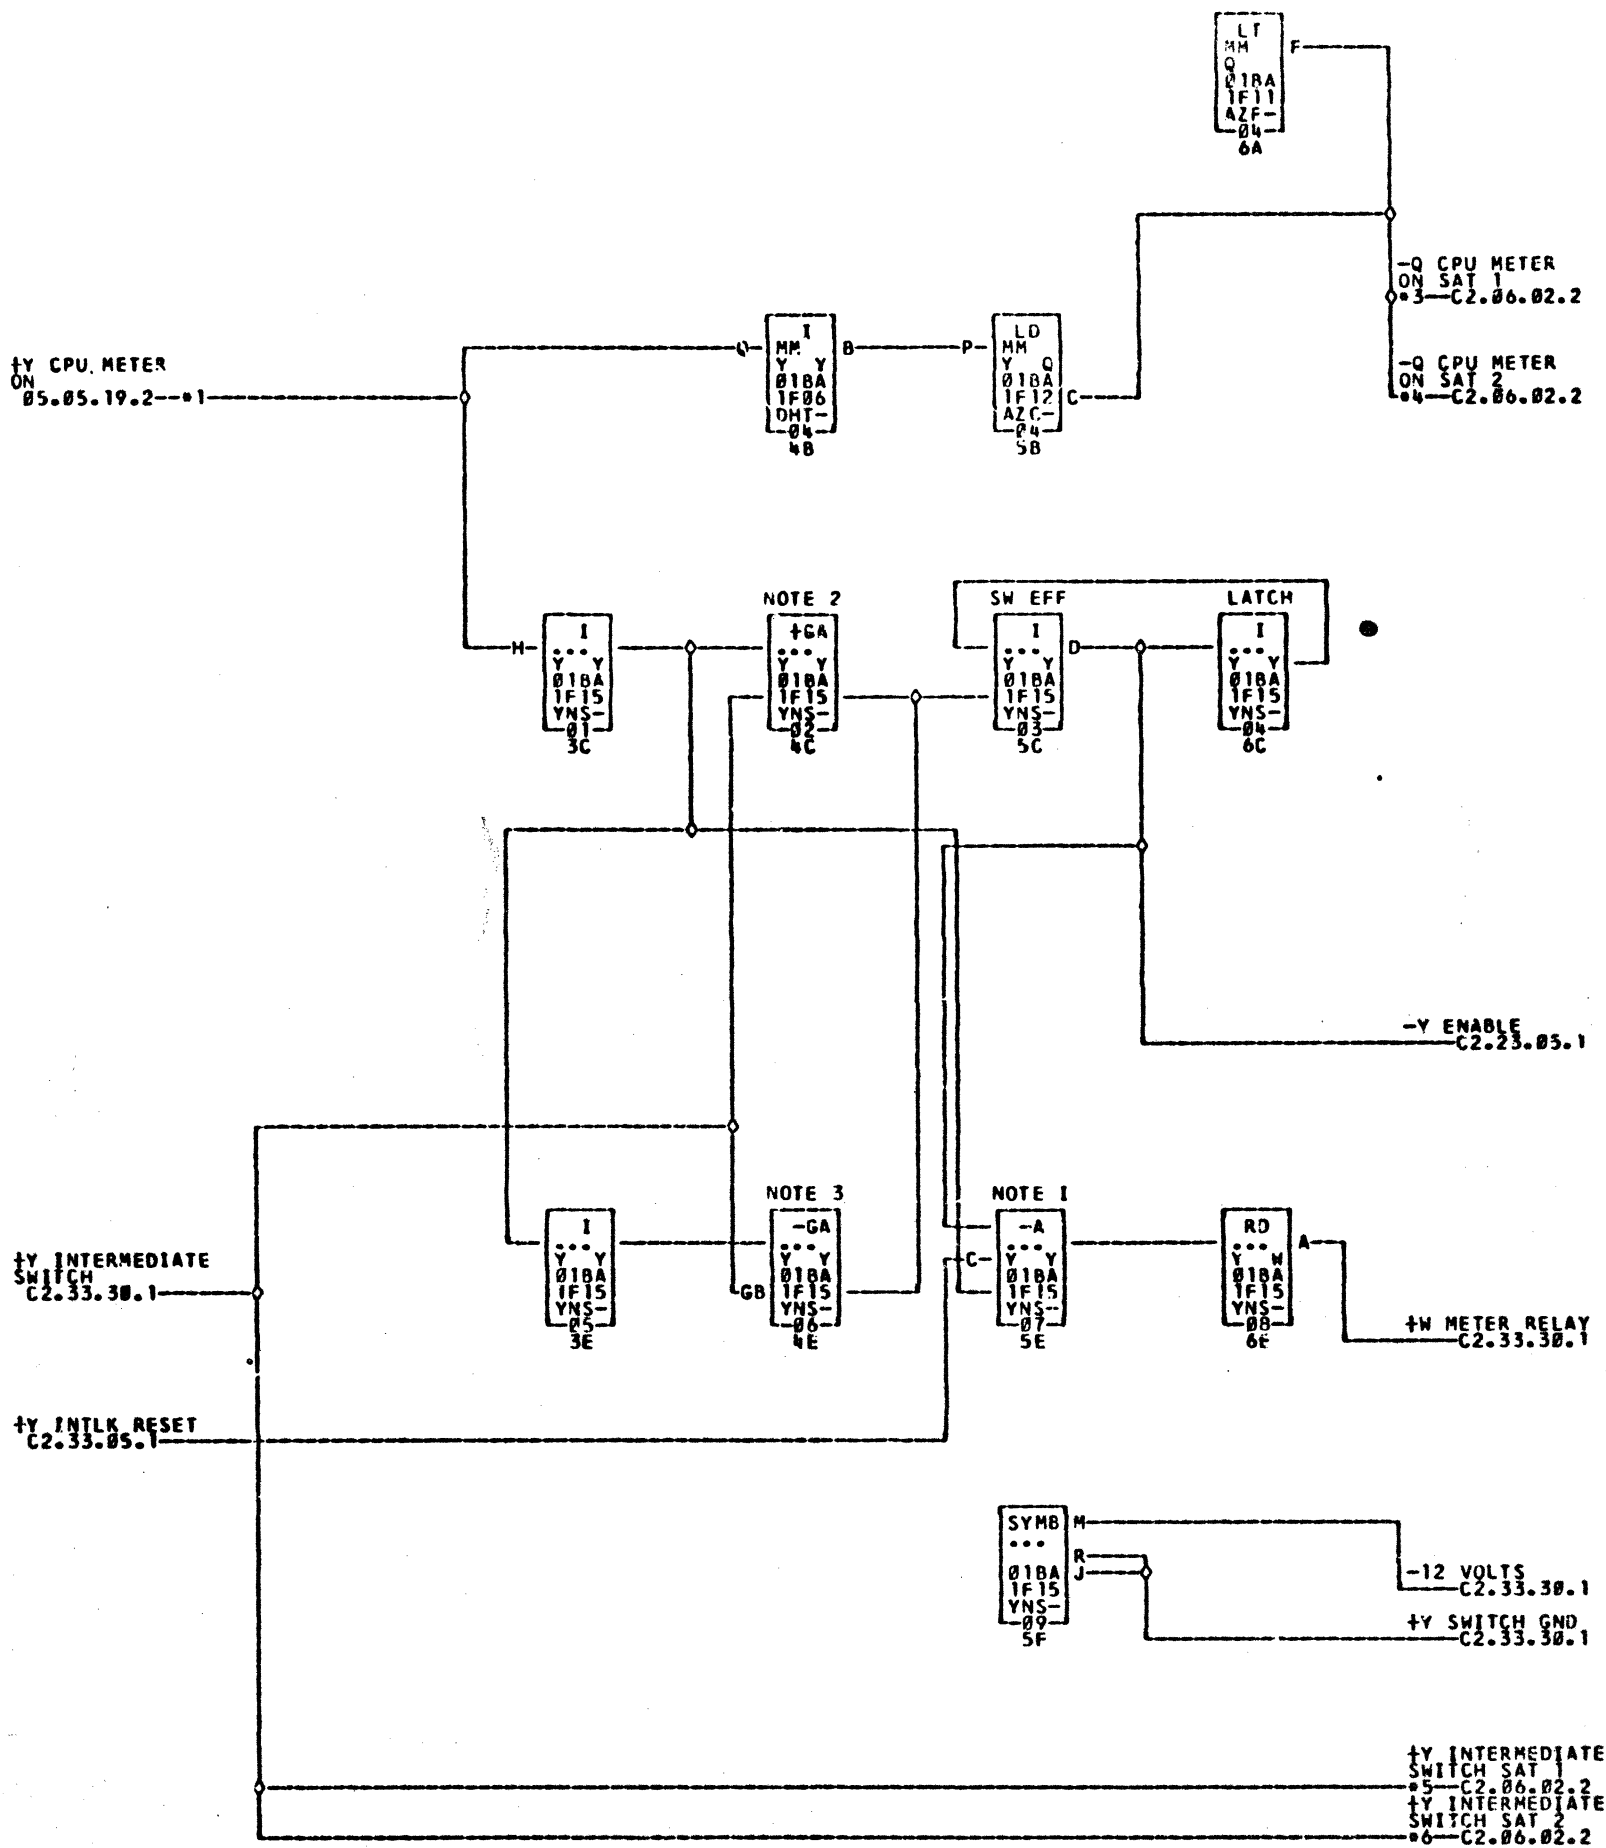 LT
MM F
Q
01BA
1F11
AZF-
04
6A
-Q CPU METER
ON SAT 1
*3—C2.06.02.2
-Q CPU METER
ON SAT 2
*4—C2.06.02.2
+Y CPU METER
ON
05.05.19.2--*1
I
MM B
Y Y
01BA
1F06
DHT-
04
4B
P
LD
MM
Y Q
01BA
1F12 C
AZC-
04
5B
H
I
...
Y Y
01BA
1F15
YNS-
01
3C
NOTE 2
+GA
...
Y Y
01BA
1F15
YNS-
02
4C
SW EFF
I
... D
Y Y
01BA
1F15
YNS-
03
5C
LATCH
I
...
Y Y
01BA
1F15
YNS-
04
6C
-Y ENABLE
C2.23.05.1
I
...
Y Y
01BA
1F15
YNS-
05
3E
NOTE 3
-GA
...
Y Y
01BA
GB 1F15
YNS-
06
4E
NOTE 1
-A
...
C Y Y
01BA
1F15
YNS-
07
5E
RD
... A
Y W
01BA
1F15
YNS-
08
6E
+Y INTERMEDIATE
SWITCH
C2.33.30.1
+W METER RELAY
C2.33.30.1
+Y INTLK RESET
C2.33.05.1
SYMB M
...
R
01BA J
1F15
YNS-
09
5F
-12 VOLTS
C2.33.30.1
+Y SWITCH GND
C2.33.30.1
+Y INTERMEDIATE
SWITCH SAT 1
*5—C2.06.02.2
+Y INTERMEDIATE
SWITCH SAT 2
*6—C2.06.02.2